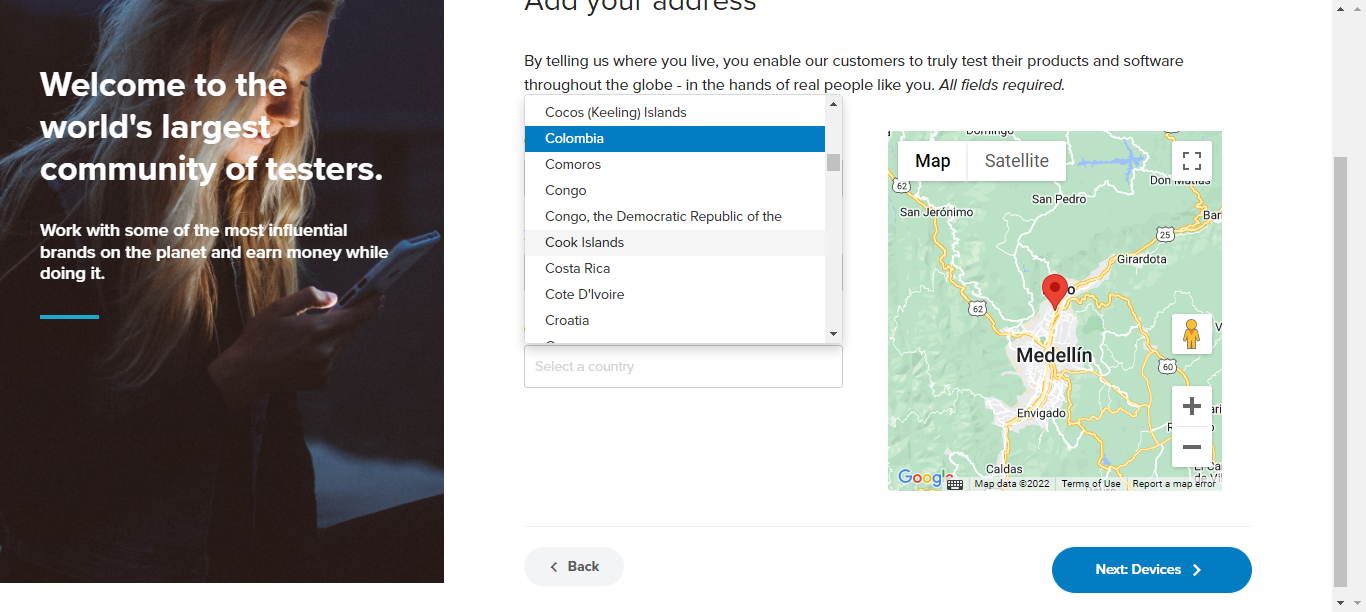 Add your address
Welcome to the
world's largest
community of testers.
Work with some of the most influential
brands on the planet and earn money while
doing it.
By telling us where you live, you enable our customers to truly test their products and software
throughout the globe - in the hands of real people like you. All fields required.
Cocos (Keeling) Islands
Colombia
Comoros
Congo
Congo, the Democratic Republic of the
Cook Islands
Costa Rica
Cote D'Ivoire
Croatia
Select a country
Domingo
Map
Satellite
62
San Pedro
Don Matías
San Jerónimo
Bar
25
Girardota
62
Medellín
60
Envigado
Caldas
Google
Map data ©2022
Terms of Use
Report a map error
Back
Next: Devices